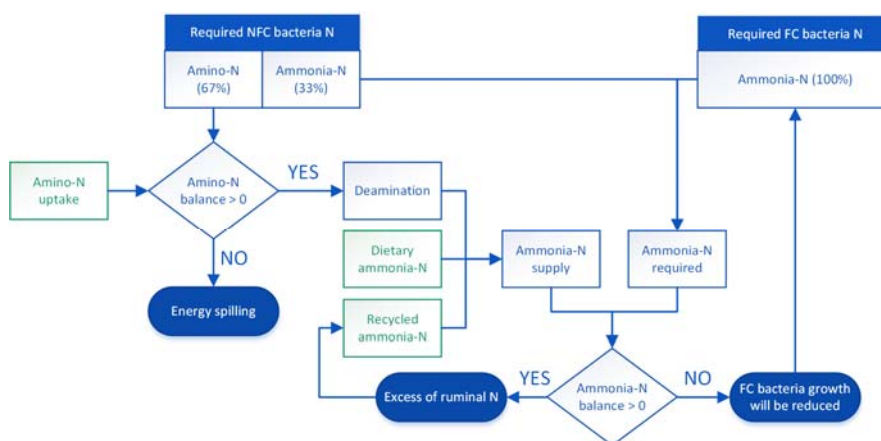 Required NFC bacteria N
Required FC bacteria N
Amino-N
(67%)
Ammonia-N
(33%)
Ammonia-N (100%)
Amino-N
uptake
Amino-N
balance > 0
YES
Deamination
NO
Dietary
ammonia-N
Ammonia-N
supply
Ammonia-N
required
Energy spilling
Recycled
ammonia-N
Excess of ruminal N
YES
Ammonia-N
balance > 0
NO
FC bacteria growth
will be reduced